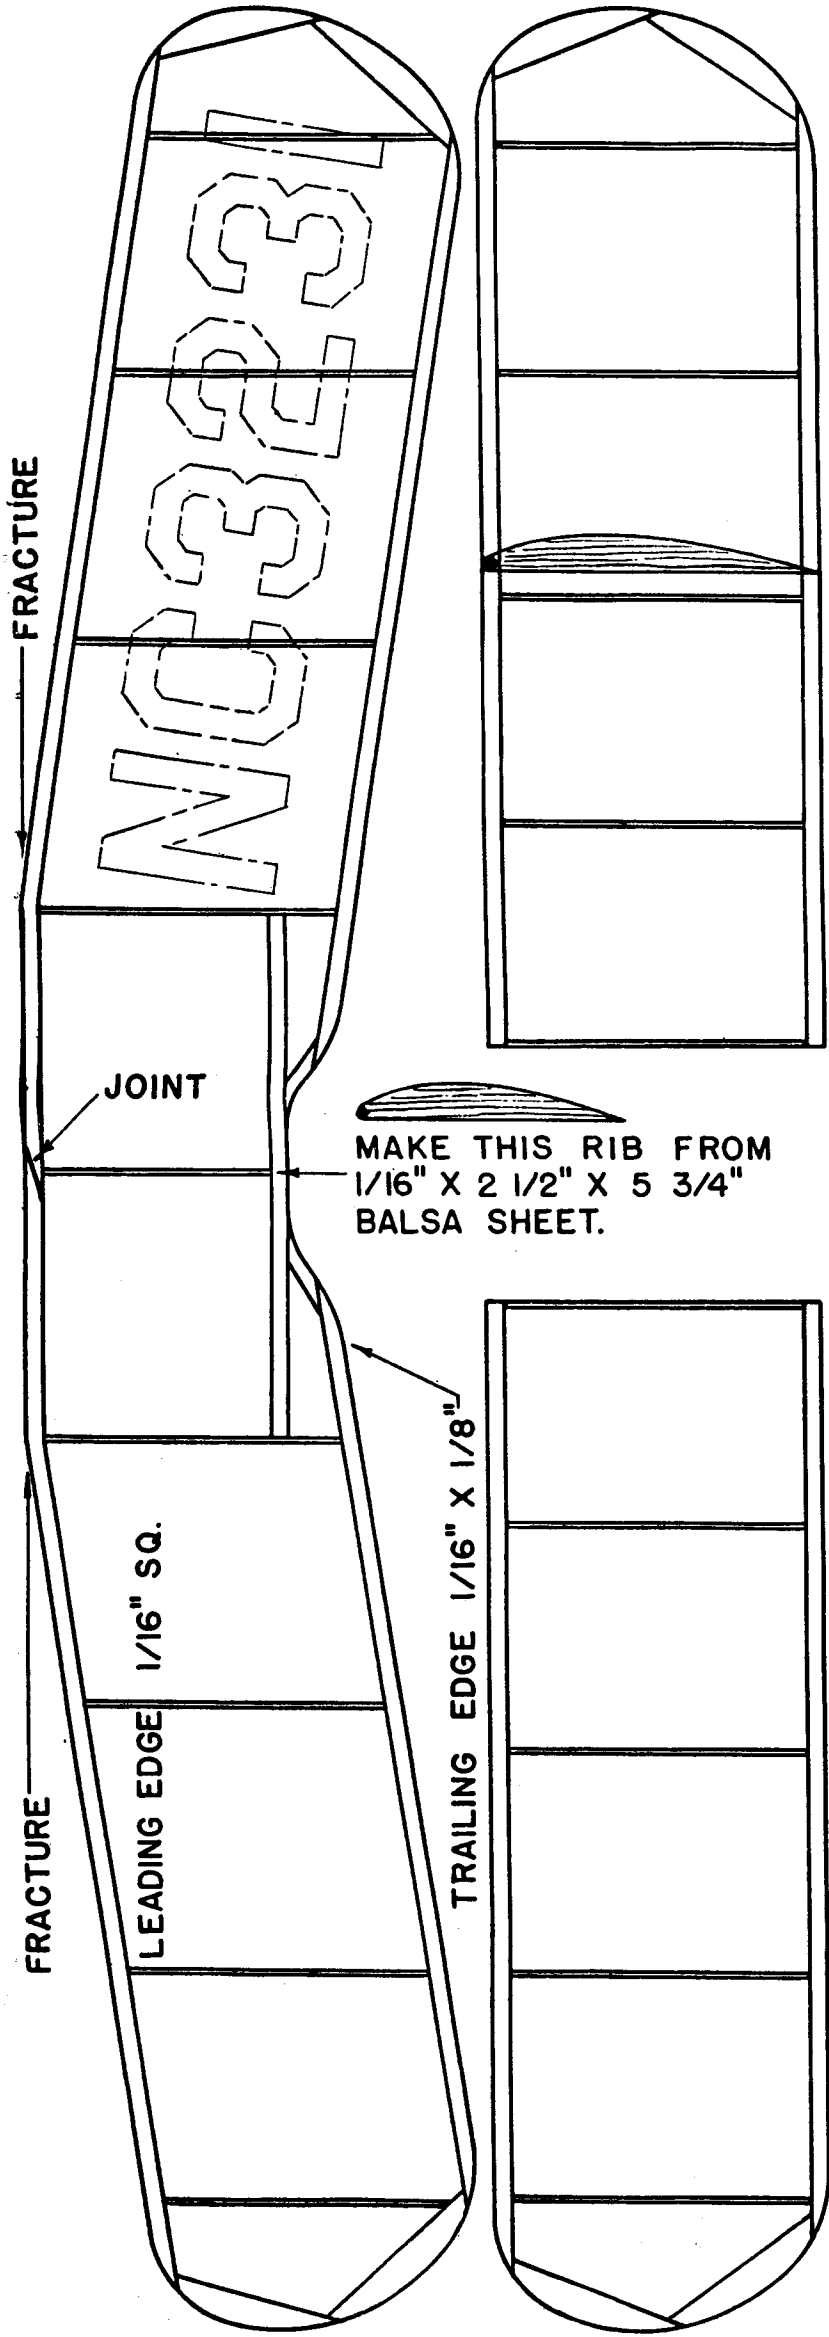 FRACTURE
NC3231
JOINT
MAKE THIS RIB FROM
1/16" X 2 1/2" X 5 3/4"
BALSA SHEET.
LEADING EDGE 1/16" SQ.
TRAILING EDGE 1/16" X 1/8"
FRACTURE